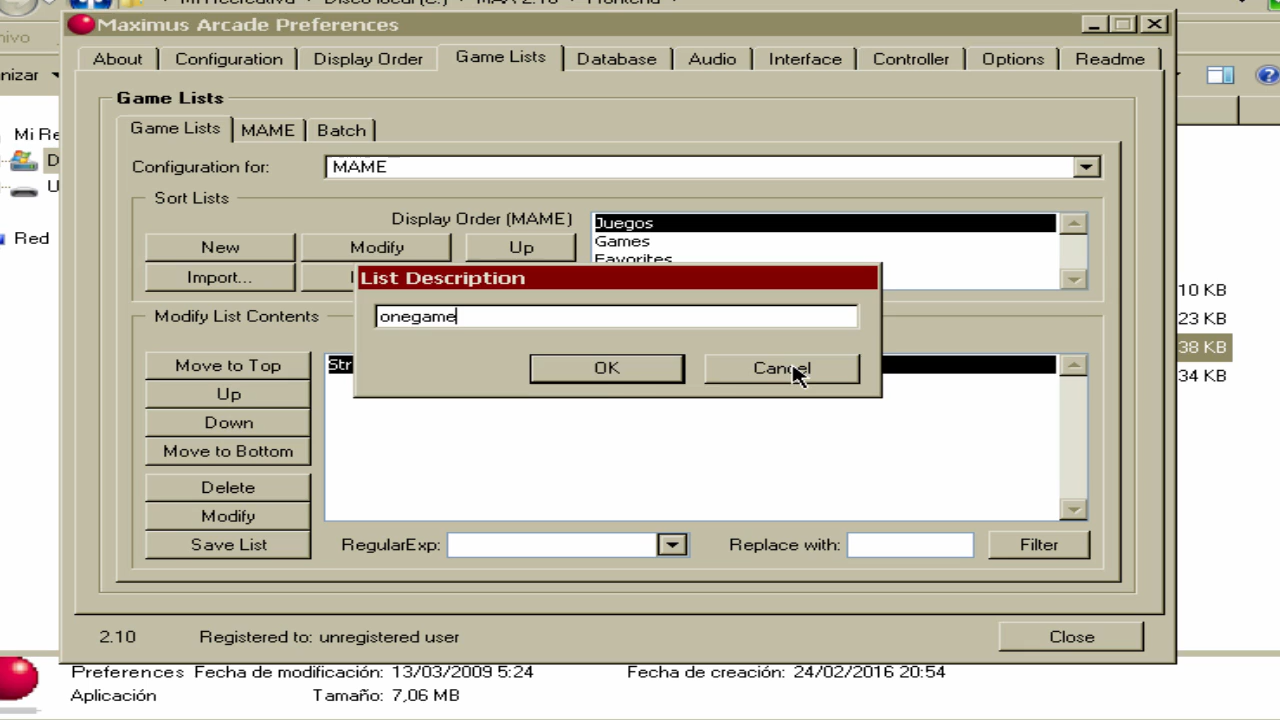 Maximus Arcade Preferences
About Configuration Display Order Game Lists Database Audio Interface Controller Options Readme
Game Lists
Game Lists MAME Batch
Configuration for: MAME
Sort Lists
Display Order (MAME)
Juegos
New Modify Up
Games
Favorites
Import...
List Description
onegame
OK Cancel
Modify List Contents
Move to Top
Str
Up
Down
Move to Bottom
Delete
Modify
Save List
RegularExp:
Replace with:
Filter
2.10 Registered to: unregistered user
Close
Mi Re
Red
10 KB
23 KB
38 KB
34 KB
Preferences Fecha de modificación: 13/03/2009 5:24 Fecha de creación: 24/02/2016 20:54
Aplicación Tamaño: 7,06 MB